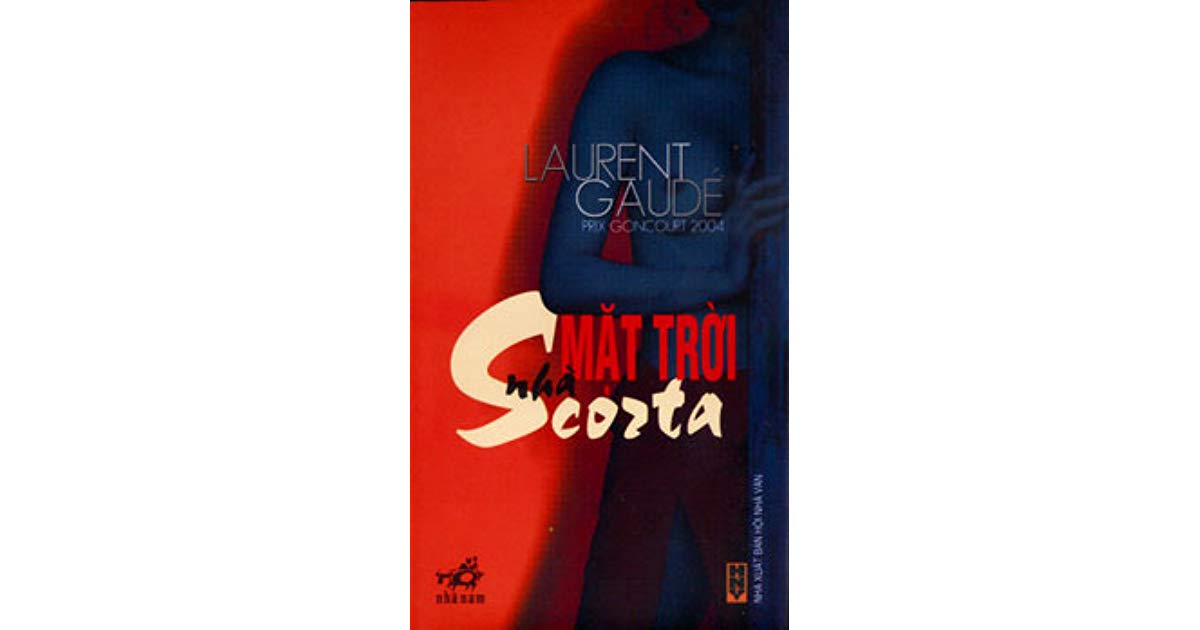 LAURENT
GAUDÉ
PRIX GONCOURT 2004
MẶT TRỜI
nhà
Scorta
nhã nam
HNV
NHÀ XUẤT BẢN HỘI NHÀ VĂN